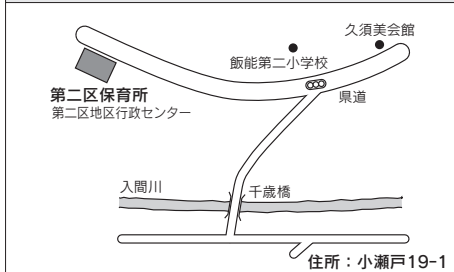 久須美会館
飯能第二小学校
県道
第二区保育所
第二区地区行政センター
入間川
千歳橋
住所：小瀬戸19-1